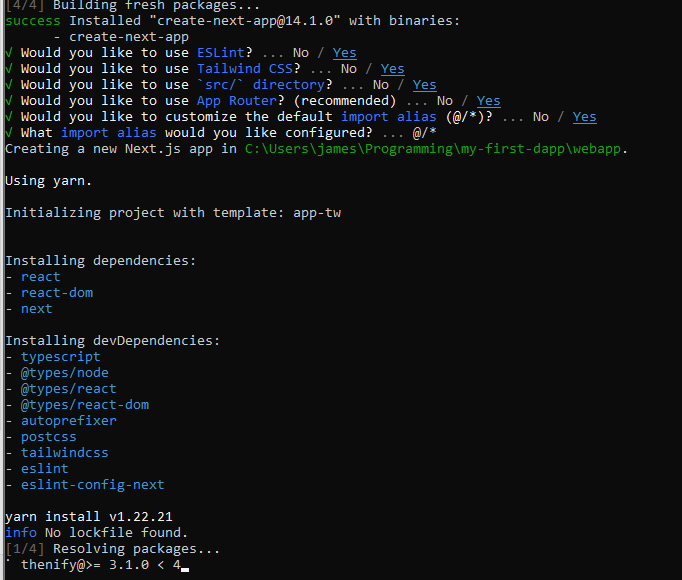 [4/4] Building fresh packages...
success Installed "create-next-app@14.1.0" with binaries:
- create-next-app
√ Would you like to use ESLint? ... No / Yes
√ Would you like to use Tailwind CSS? ... No / Yes
√ Would you like to use `src/` directory? ... No / Yes
√ Would you like to use App Router? (recommended) ... No / Yes
√ Would you like to customize the default import alias (@/*)? ... No / Yes
√ What import alias would you like configured? ... @/*
Creating a new Next.js app in C:\Users\james\Programming\my-first-dapp\webapp.
Using yarn.
Initializing project with template: app-tw
Installing dependencies:
- react
- react-dom
- next
Installing devDependencies:
- typescript
- @types/node
- @types/react
- @types/react-dom
- autoprefixer
- postcss
- tailwindcss
- eslint
- eslint-config-next
yarn install v1.22.21
info No lockfile found.
[1/4] Resolving packages...
⠁ thenify@>= 3.1.0 < 4